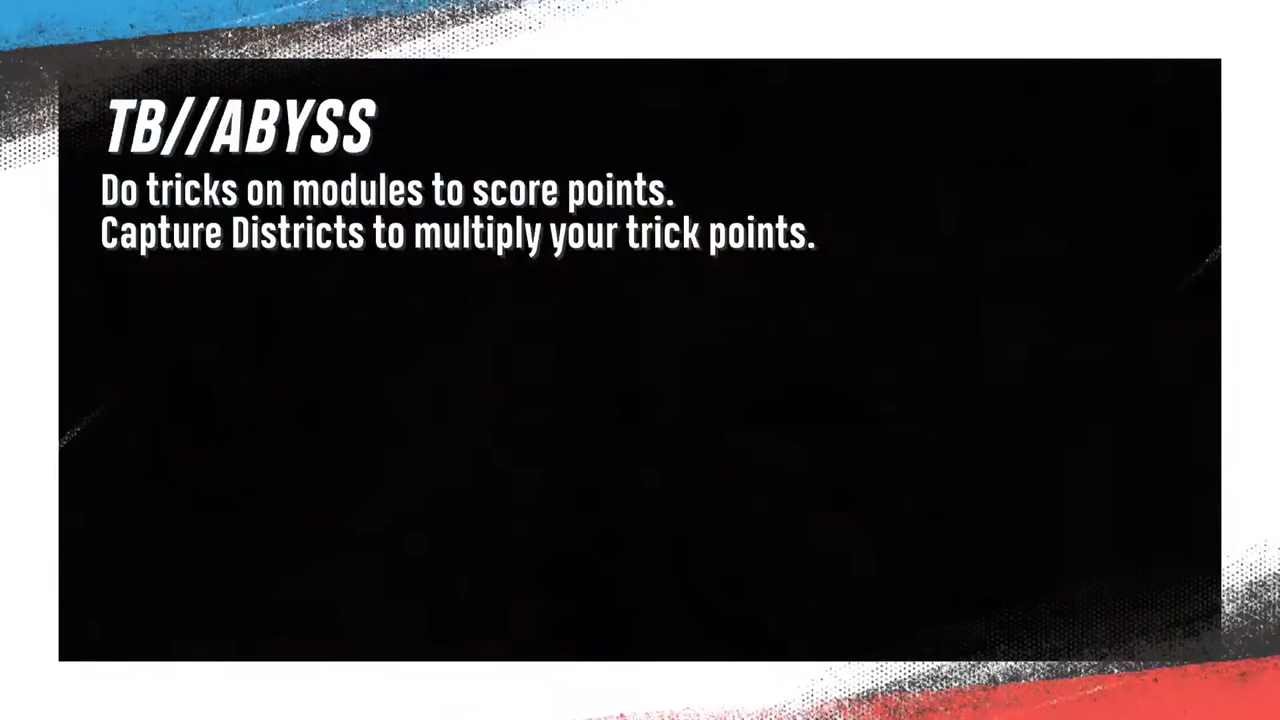 TB//ABYSS
Do tricks on modules to score points.
Capture Districts to multiply your trick points.